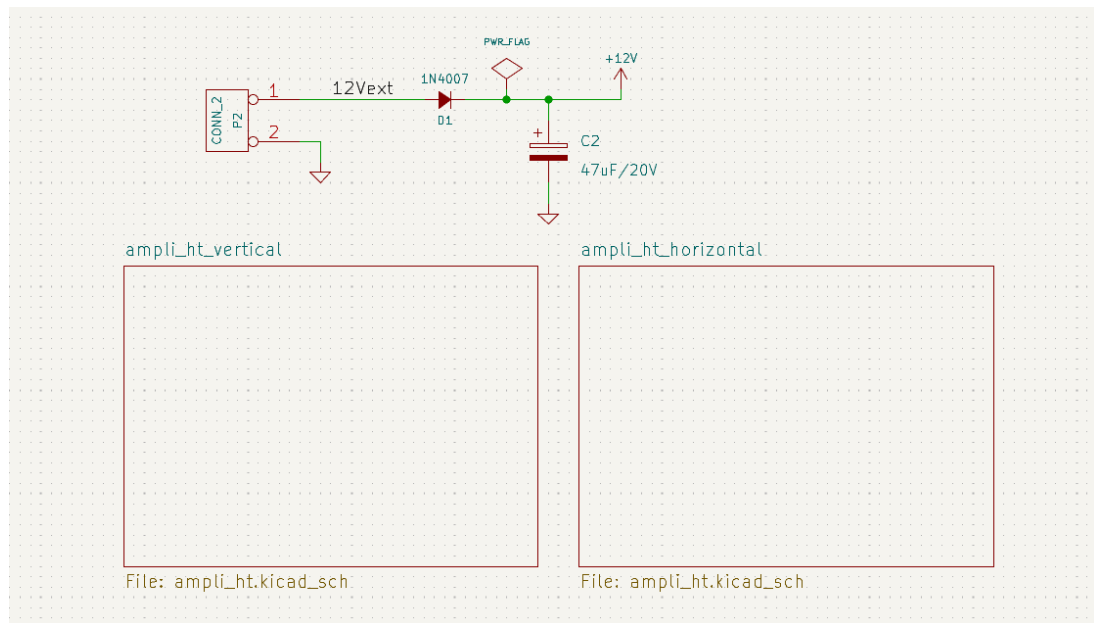 PWR_FLAG
+12V
1N4007
12Vext
1
CONN_2
P2
D1
2
+
C2
47uF/20V
ampli_ht_vertical
ampli_ht_horizontal
File: ampli_ht.kicad_sch
File: ampli_ht.kicad_sch